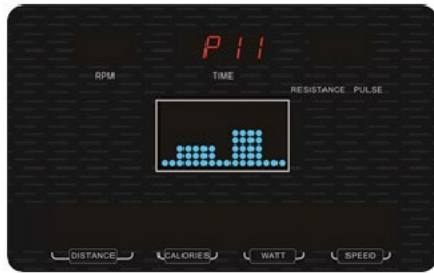 P11
RPM TIME
RESISTANCE PULSE
DISTANCE CALORIES WATT SPEED